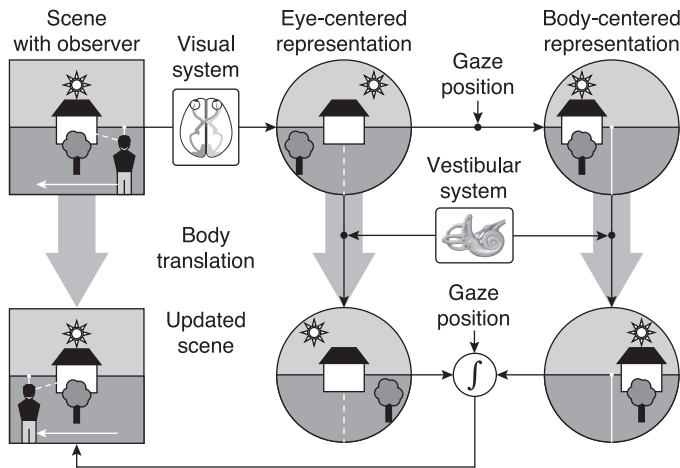 Scene
with observer
Visual
system
Eye-centered
representation
Gaze
position
Body-centered
representation
Vestibular
system
Body
translation
Updated
scene
Gaze
position
∫